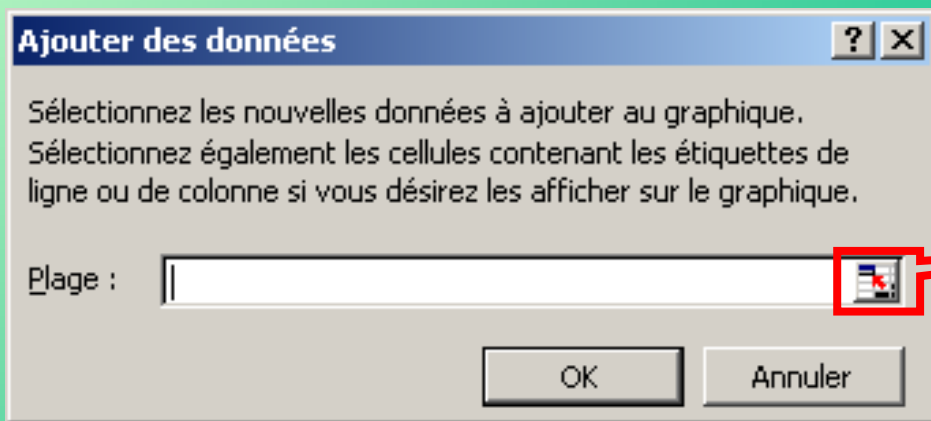 Ajouter des données
Sélectionnez les nouvelles données à ajouter au graphique.
Sélectionnez également les cellules contenant les étiquettes de
ligne ou de colonne si vous désirez les afficher sur le graphique.
Plage :
OK Annuler